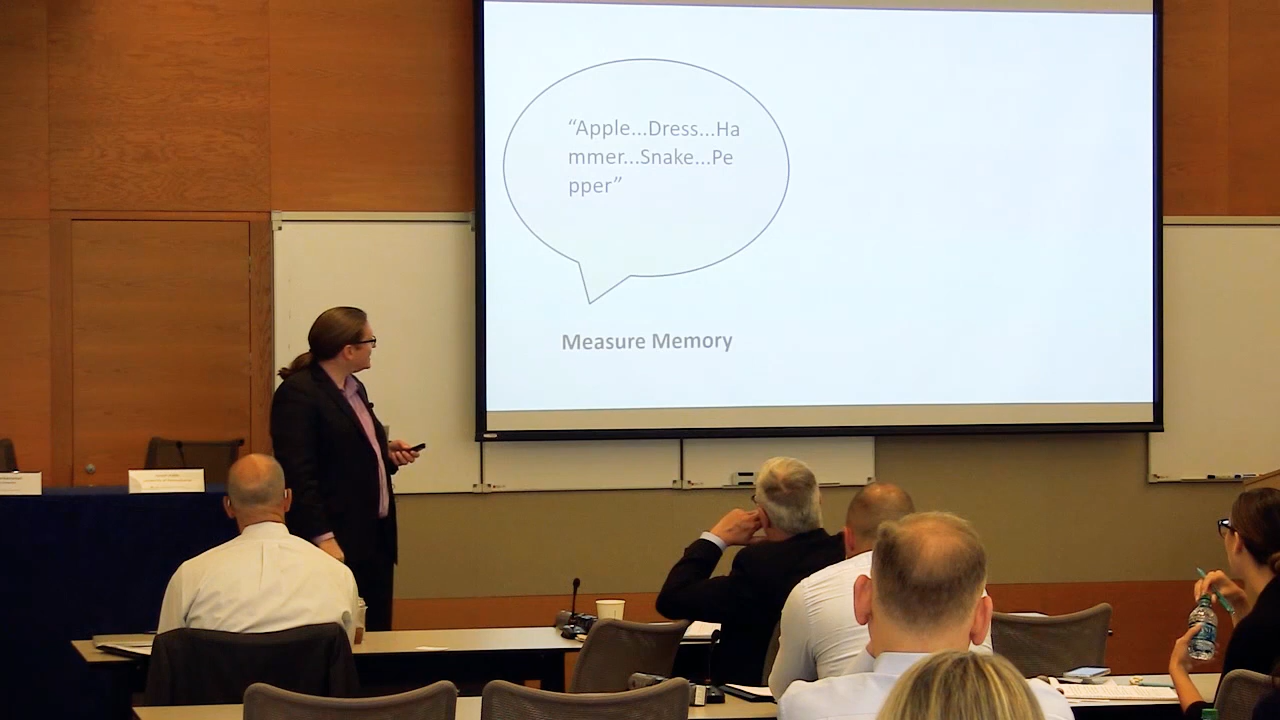 “Apple...Dress...Ha
mmer...Snake...Pe
pper”
Measure Memory